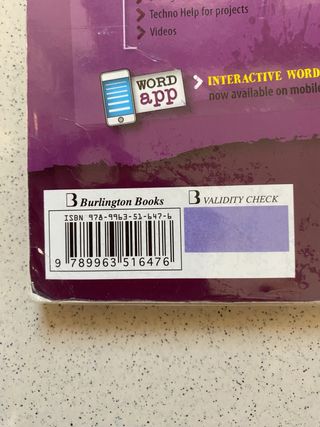 Techno Help for projects
Videos
WORD app
INTERACTIVE WORD
now available on mobile
B Burlington Books
B VALIDITY CHECK
ISBN 978-9963-51-647-6
9 789963 516476